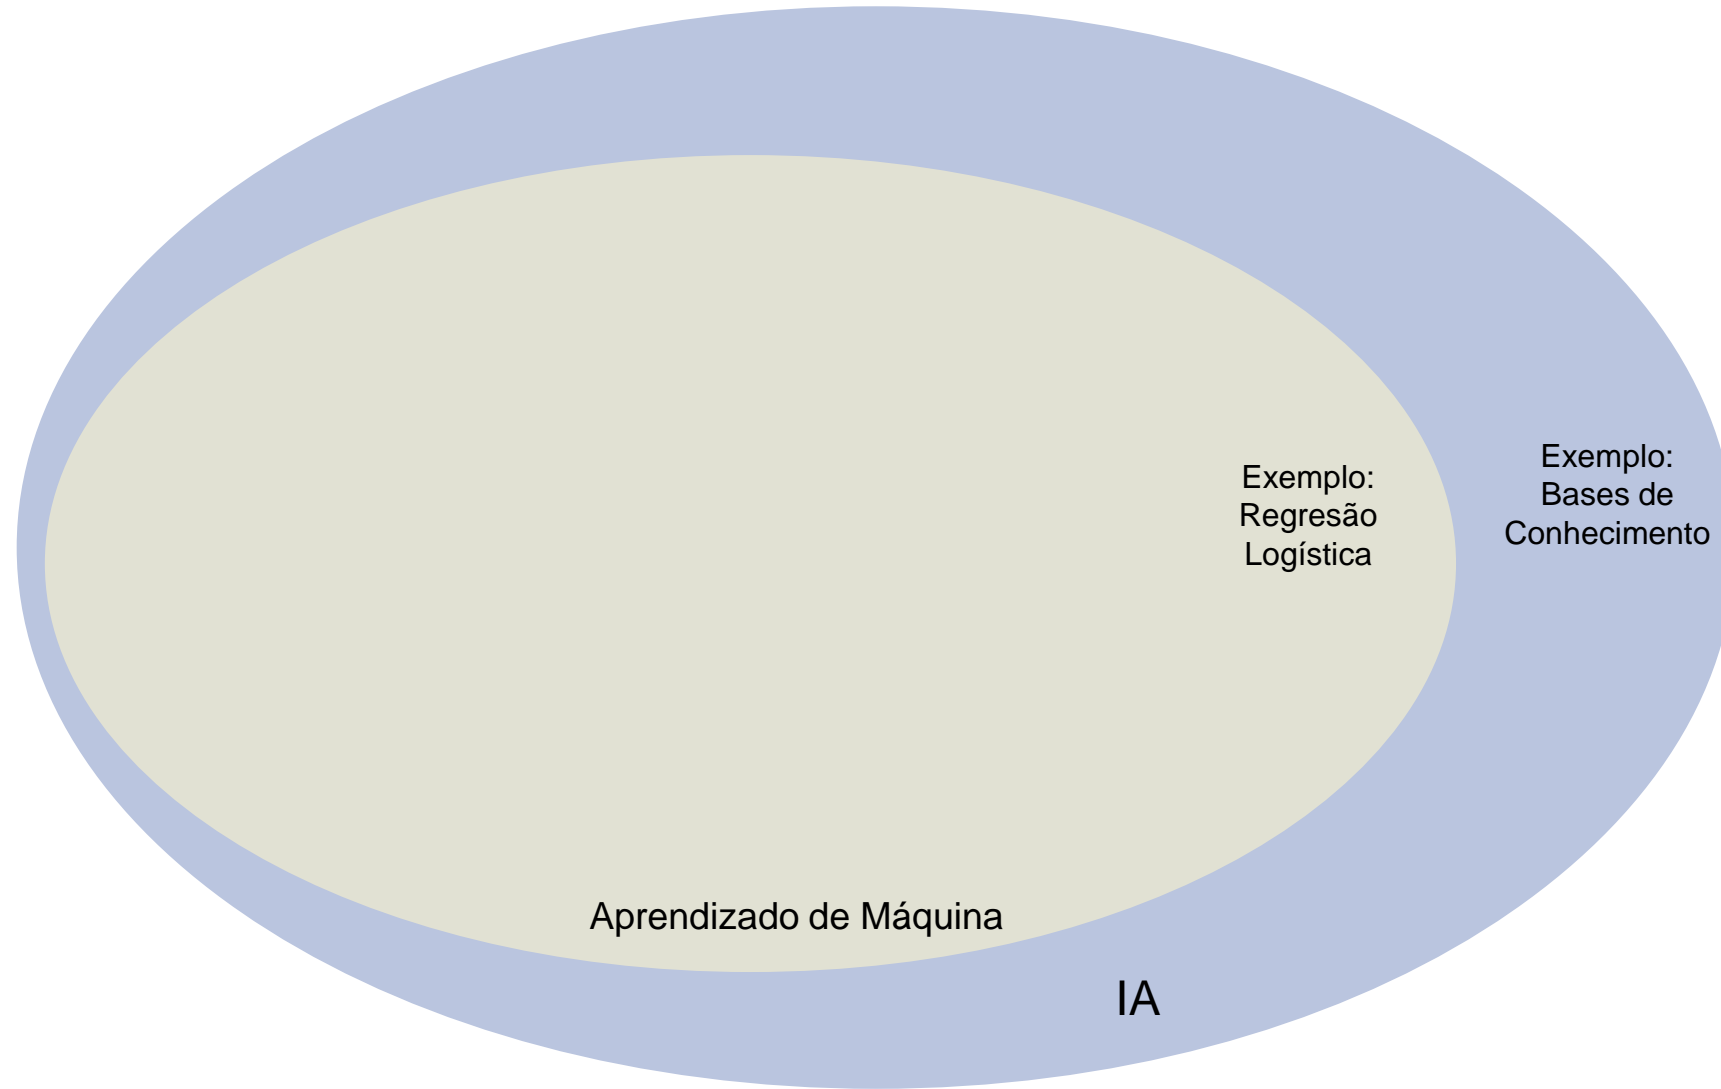 Exemplo:
Regresão
Logística
Exemplo:
Bases de
Conhecimento
Aprendizado de Máquina
IA